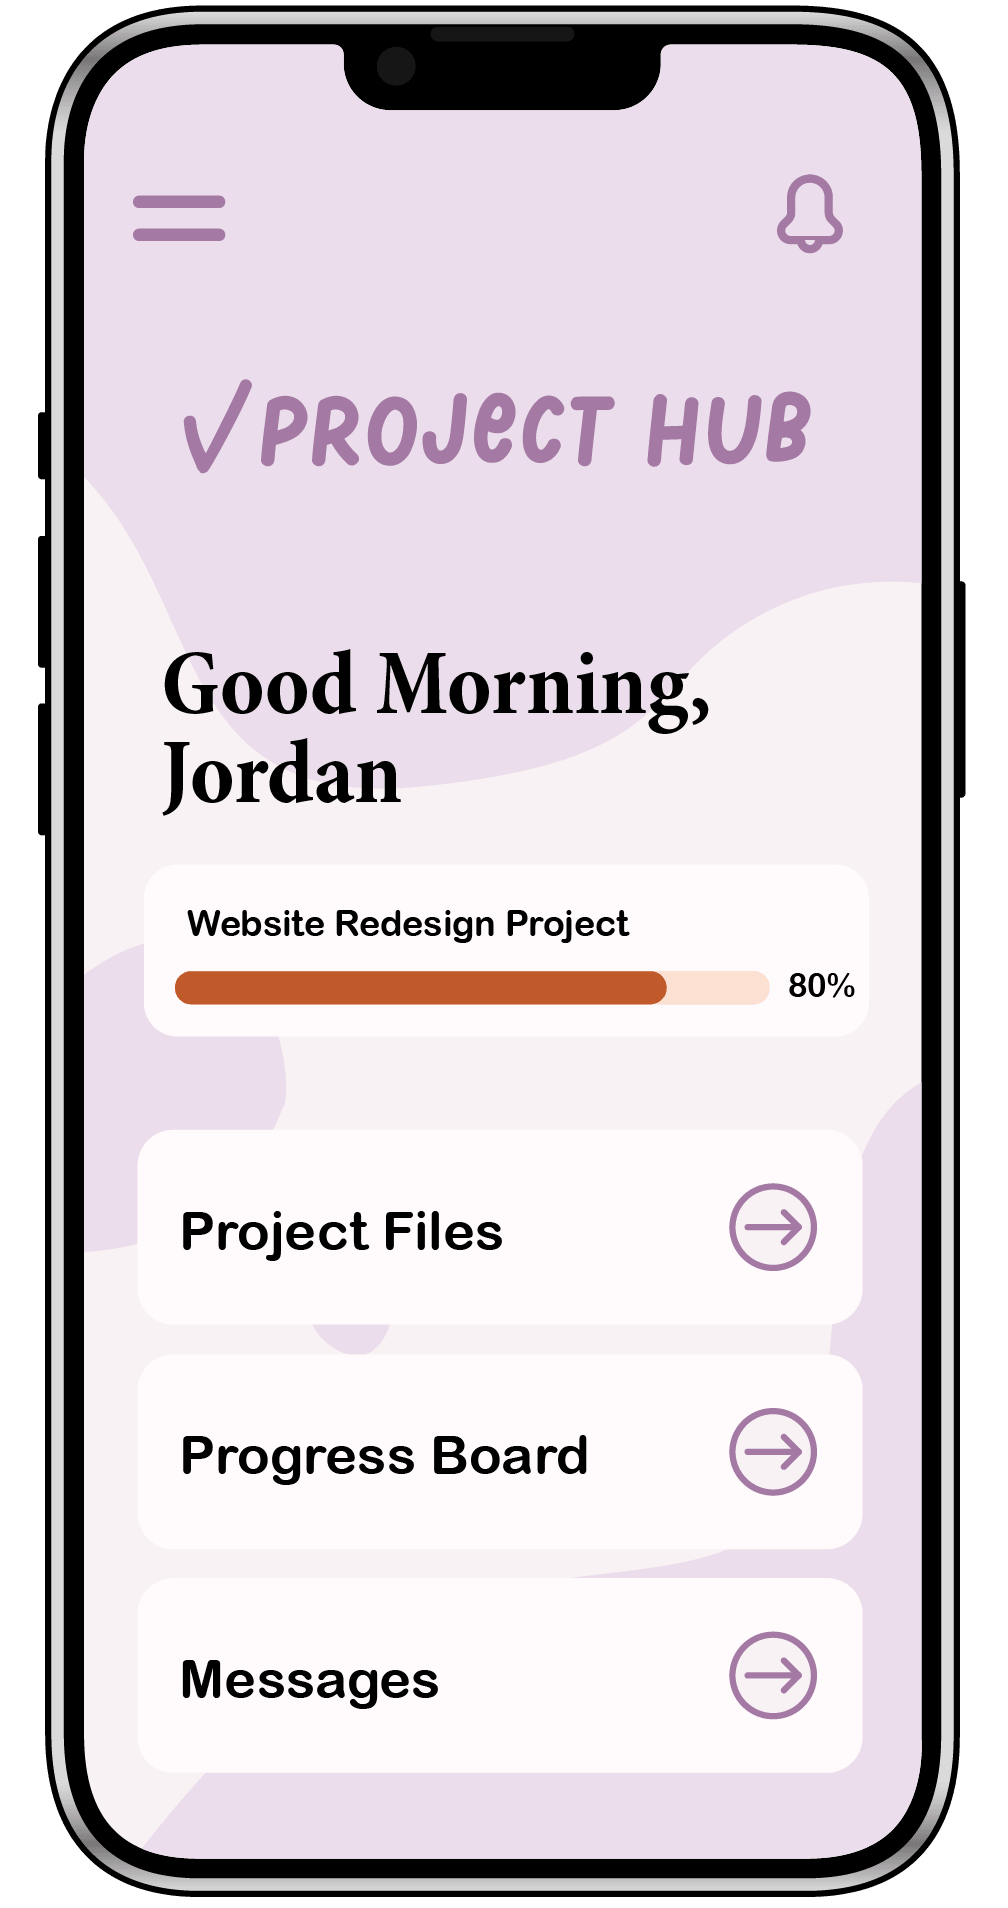 PROJECT HUB
Good Morning,
Jordan
Website Redesign Project
80%
Project Files
Progress Board
Messages